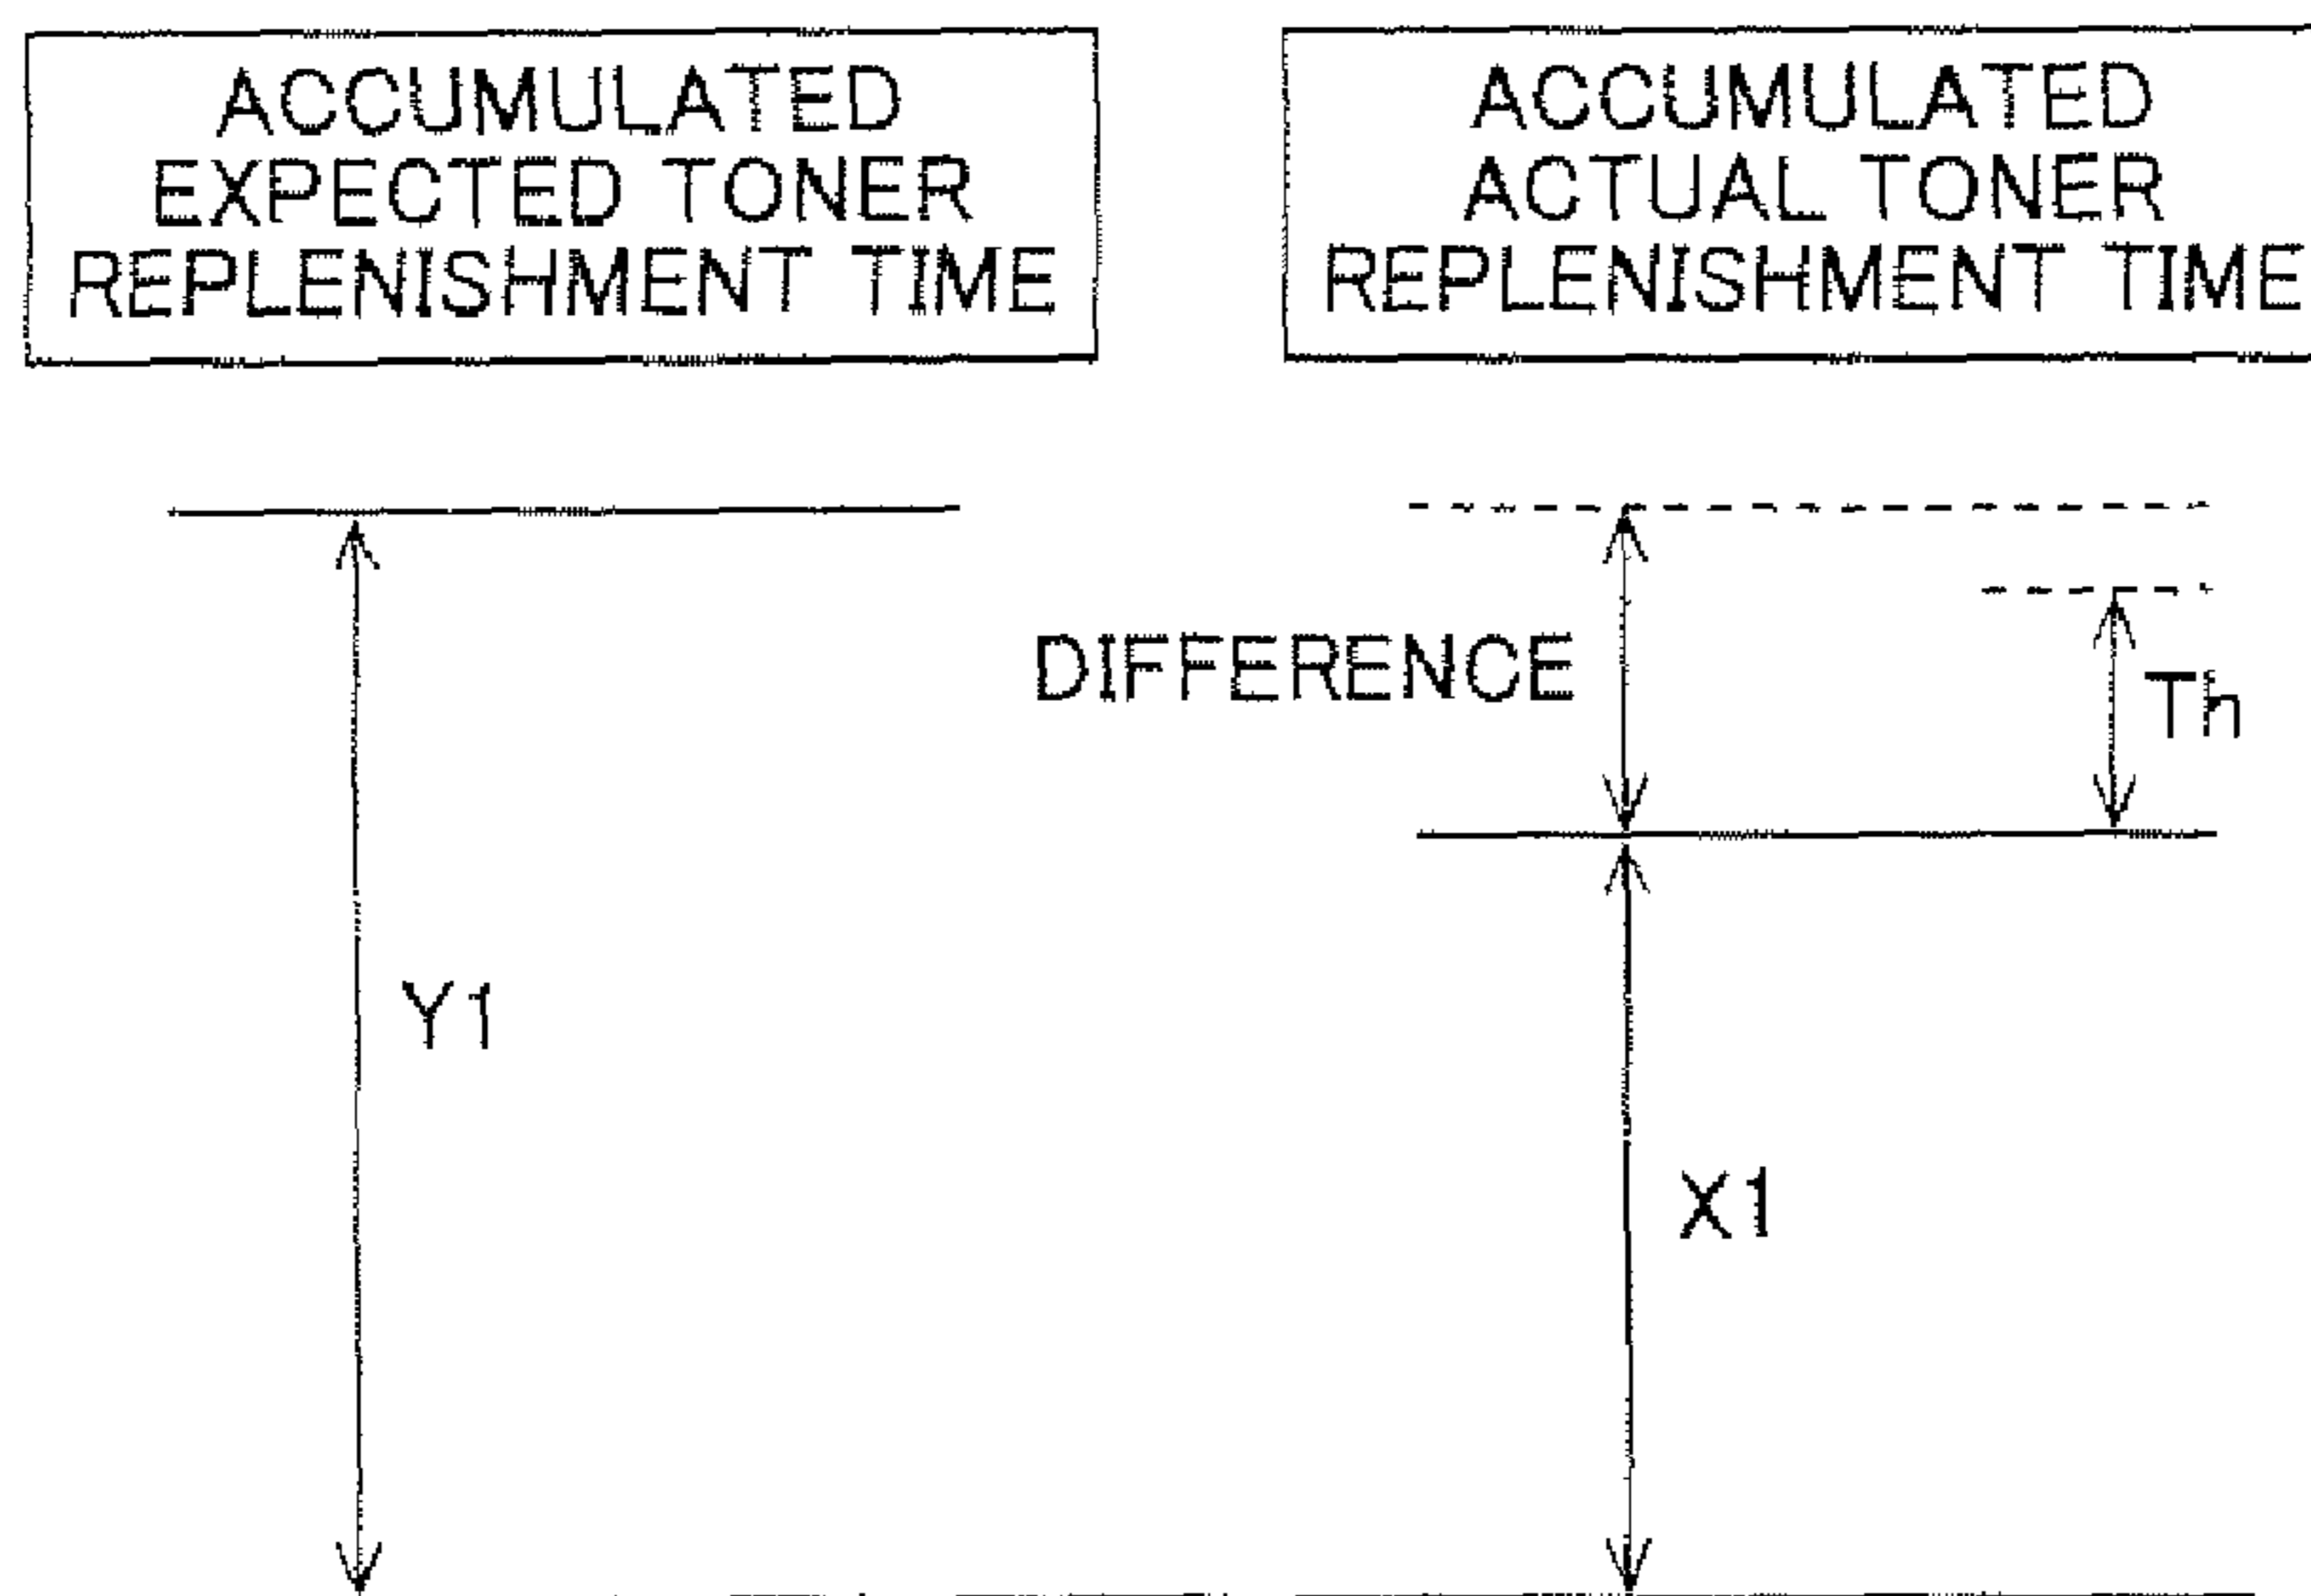 ACCUMULATED
EXPECTED TONER
REPLENISHMENT TIME
ACCUMULATED
ACTUAL TONER
REPLENISHMENT TIME
DIFFERENCE
Th
Y1
X1